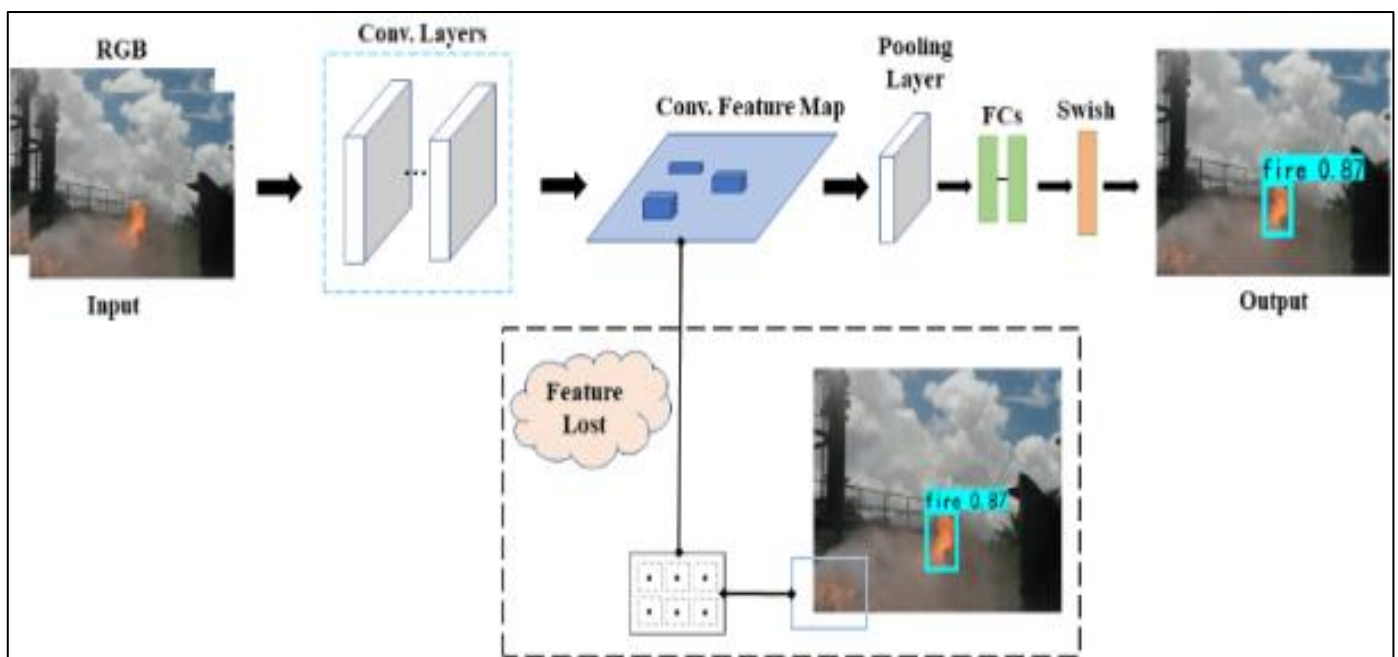 RGB
Input
Conv. Layers
...
Conv. Feature Map
Pooling
Layer
FCs
Swish
fire 0.87
Output
Feature
Lost
fire 0.87